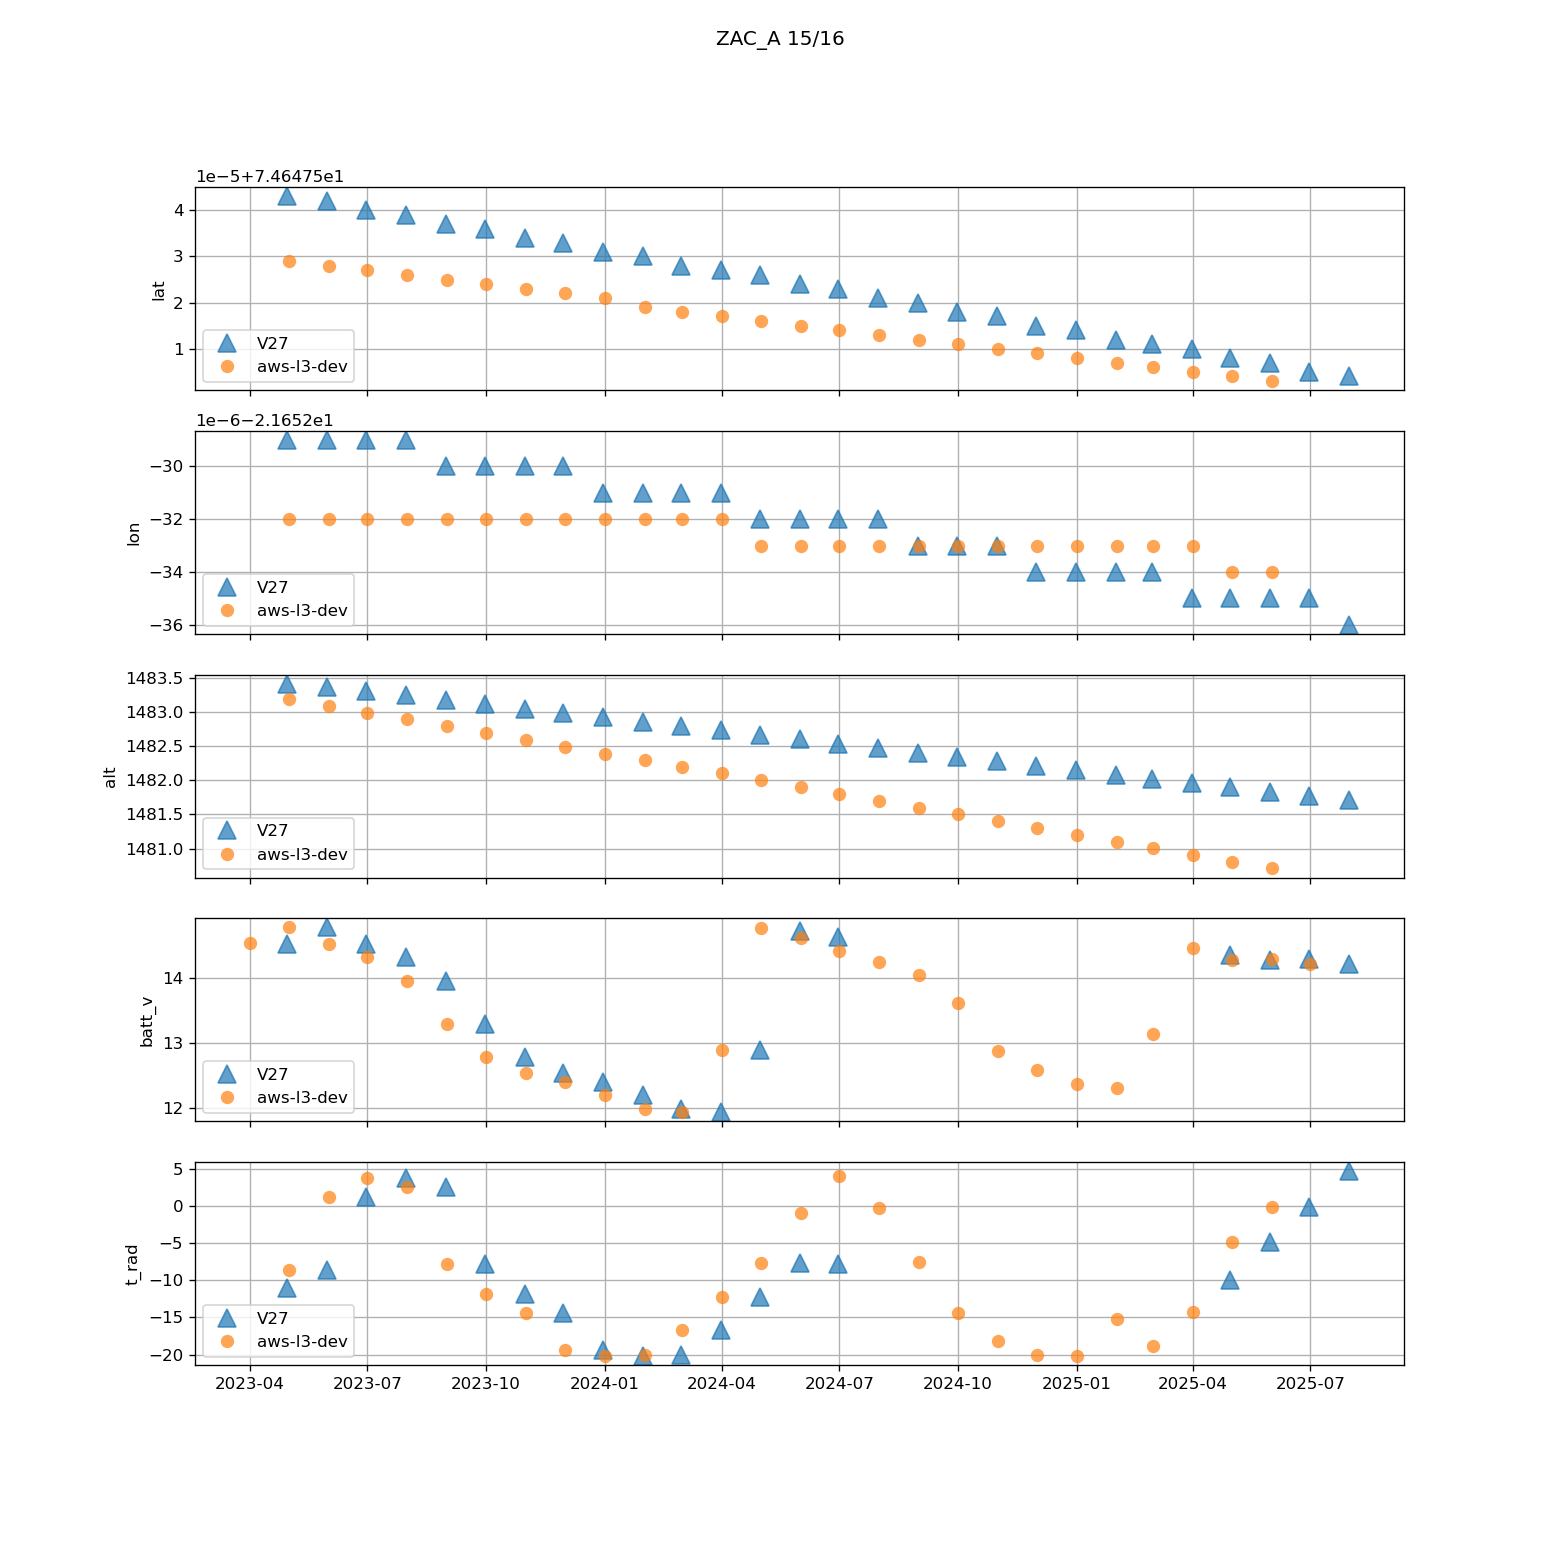 ZAC_A 15/16
1e−5+7.46475e1
4
3
2
1
lat
V27
aws-l3-dev
1e−6−2.1652e1
−30
−32
−34
−36
lon
V27
aws-l3-dev
1483.5
1483.0
1482.5
1482.0
1481.5
1481.0
alt
V27
aws-l3-dev
14
13
12
batt_v
V27
aws-l3-dev
5
0
−5
−10
−15
−20
t_rad
V27
aws-l3-dev
2023-04 2023-07 2023-10 2024-01 2024-04 2024-07 2024-10 2025-01 2025-04 2025-07